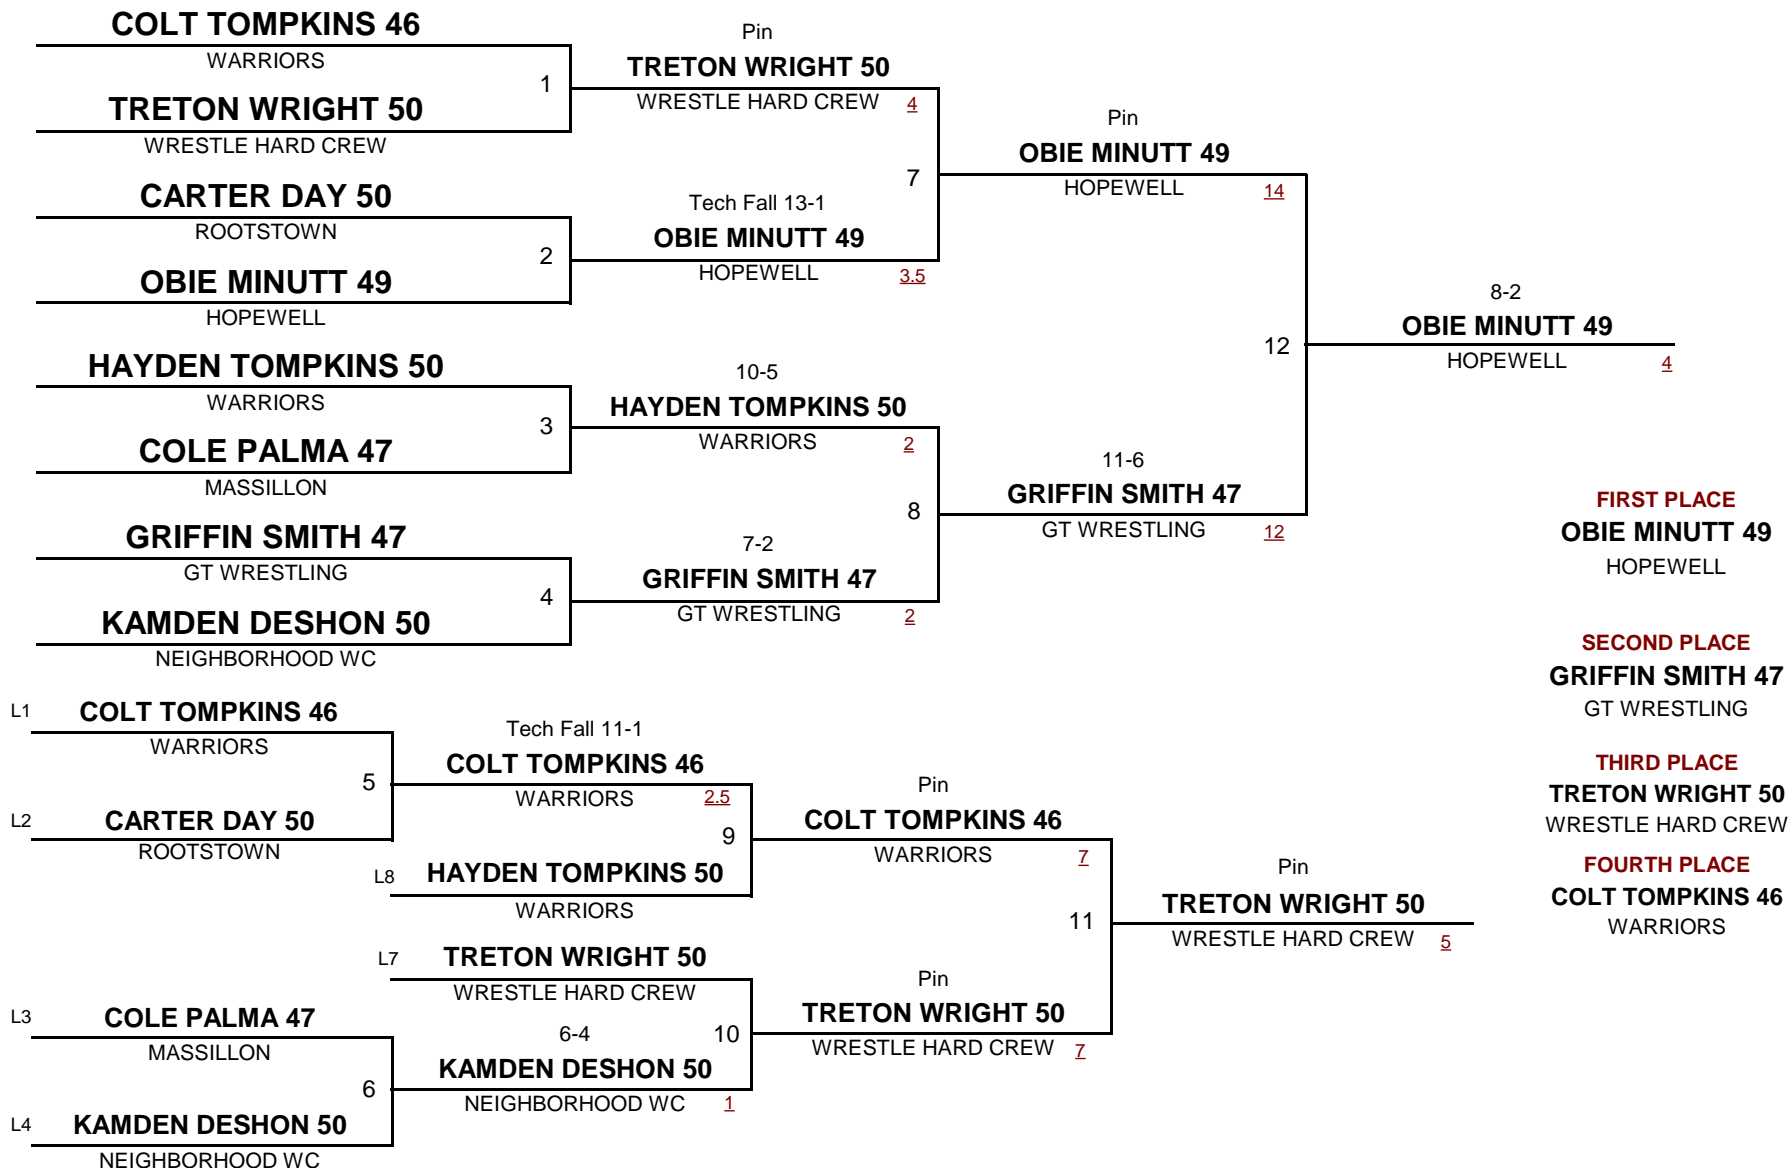 COLT TOMPKINS 46
WARRIORS
1
TRETON WRIGHT 50
WRESTLE HARD CREW
Pin
TRETON WRIGHT 50
WRESTLE HARD CREW 4
CARTER DAY 50
ROOTSTOWN
2
OBIE MINUTT 49
HOPEWELL
Tech Fall 13-1
OBIE MINUTT 49
HOPEWELL 3.5
7
Pin
OBIE MINUTT 49
HOPEWELL 14
HAYDEN TOMPKINS 50
WARRIORS
3
COLE PALMA 47
MASSILLON
10-5
HAYDEN TOMPKINS 50
WARRIORS 2
GRIFFIN SMITH 47
GT WRESTLING
4
KAMDEN DESHON 50
NEIGHBORHOOD WC
7-2
GRIFFIN SMITH 47
GT WRESTLING 2
8
11-6
GRIFFIN SMITH 47
GT WRESTLING 12
12
8-2
OBIE MINUTT 49
HOPEWELL 4
FIRST PLACE
OBIE MINUTT 49
HOPEWELL
SECOND PLACE
GRIFFIN SMITH 47
GT WRESTLING
THIRD PLACE
TRETON WRIGHT 50
WRESTLE HARD CREW
FOURTH PLACE
COLT TOMPKINS 46
WARRIORS
L1 COLT TOMPKINS 46
WARRIORS
5
L2 CARTER DAY 50
ROOTSTOWN
Tech Fall 11-1
COLT TOMPKINS 46
WARRIORS 2.5
9
L8 HAYDEN TOMPKINS 50
WARRIORS
Pin
COLT TOMPKINS 46
WARRIORS 7
L7 TRETON WRIGHT 50
WRESTLE HARD CREW
10
L3 COLE PALMA 47
MASSILLON
6
L4 KAMDEN DESHON 50
NEIGHBORHOOD WC
6-4
KAMDEN DESHON 50
NEIGHBORHOOD WC 1
Pin
TRETON WRIGHT 50
WRESTLE HARD CREW 7
11
Pin
TRETON WRIGHT 50
WRESTLE HARD CREW 5